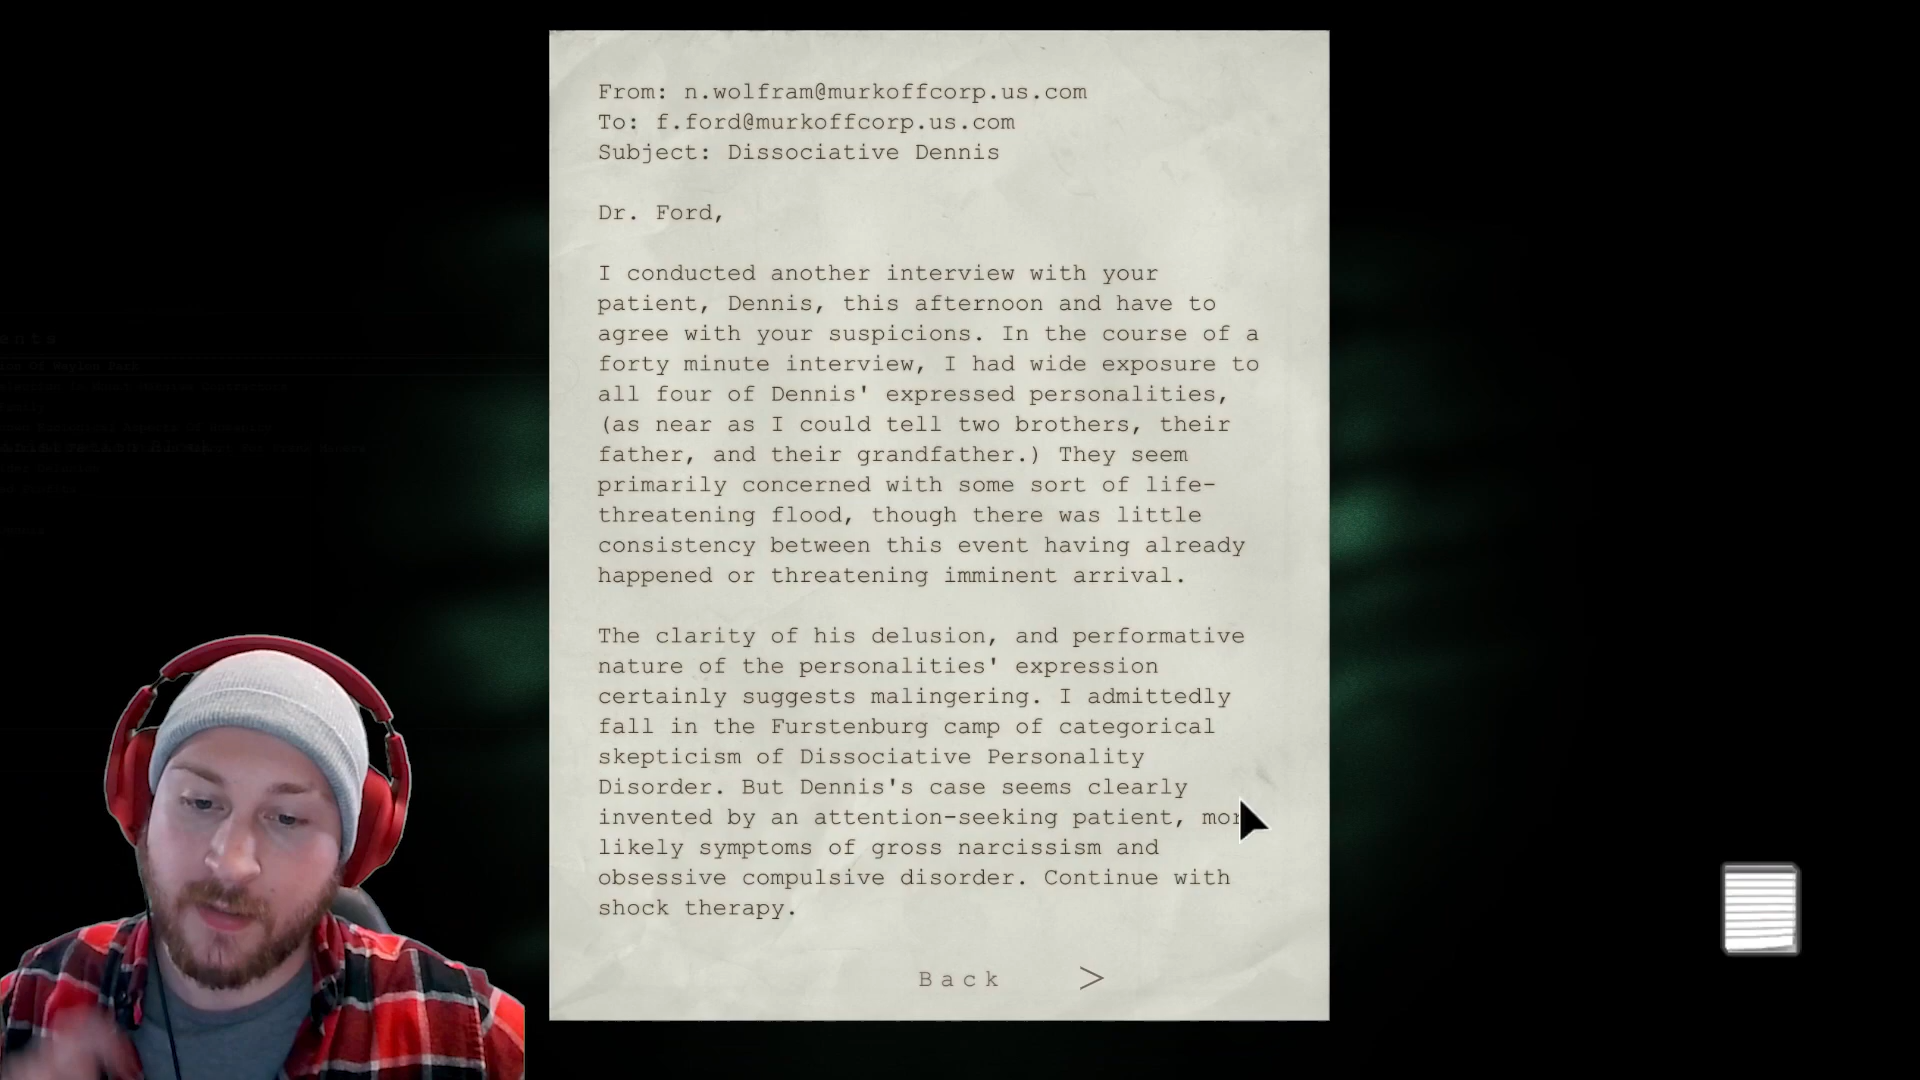 From: n.wolfram@murkoffcorp.us.com
To: f.ford@murkoffcorp.us.com
Subject: Dissociative Dennis
Dr. Ford,
I conducted another interview with your
patient, Dennis, this afternoon and have to
agree with your suspicions. In the course of a
forty minute interview, I had wide exposure to
all four of Dennis' expressed personalities,
(as near as I could tell two brothers, their
father, and their grandfather.) They seem
primarily concerned with some sort of life-
threatening flood, though there was little
consistency between this event having already
happened or threatening imminent arrival.
The clarity of his delusion, and performative
nature of the personalities' expression
certainly suggests malingering. I admittedly
fall in the Furstenburg camp of categorical
skepticism of Dissociative Personality
Disorder. But Dennis's case seems clearly
invented by an attention-seeking patient,
likely symptoms of gross narcissism and
obsessive compulsive disorder. Continue with
shock therapy.
Back >